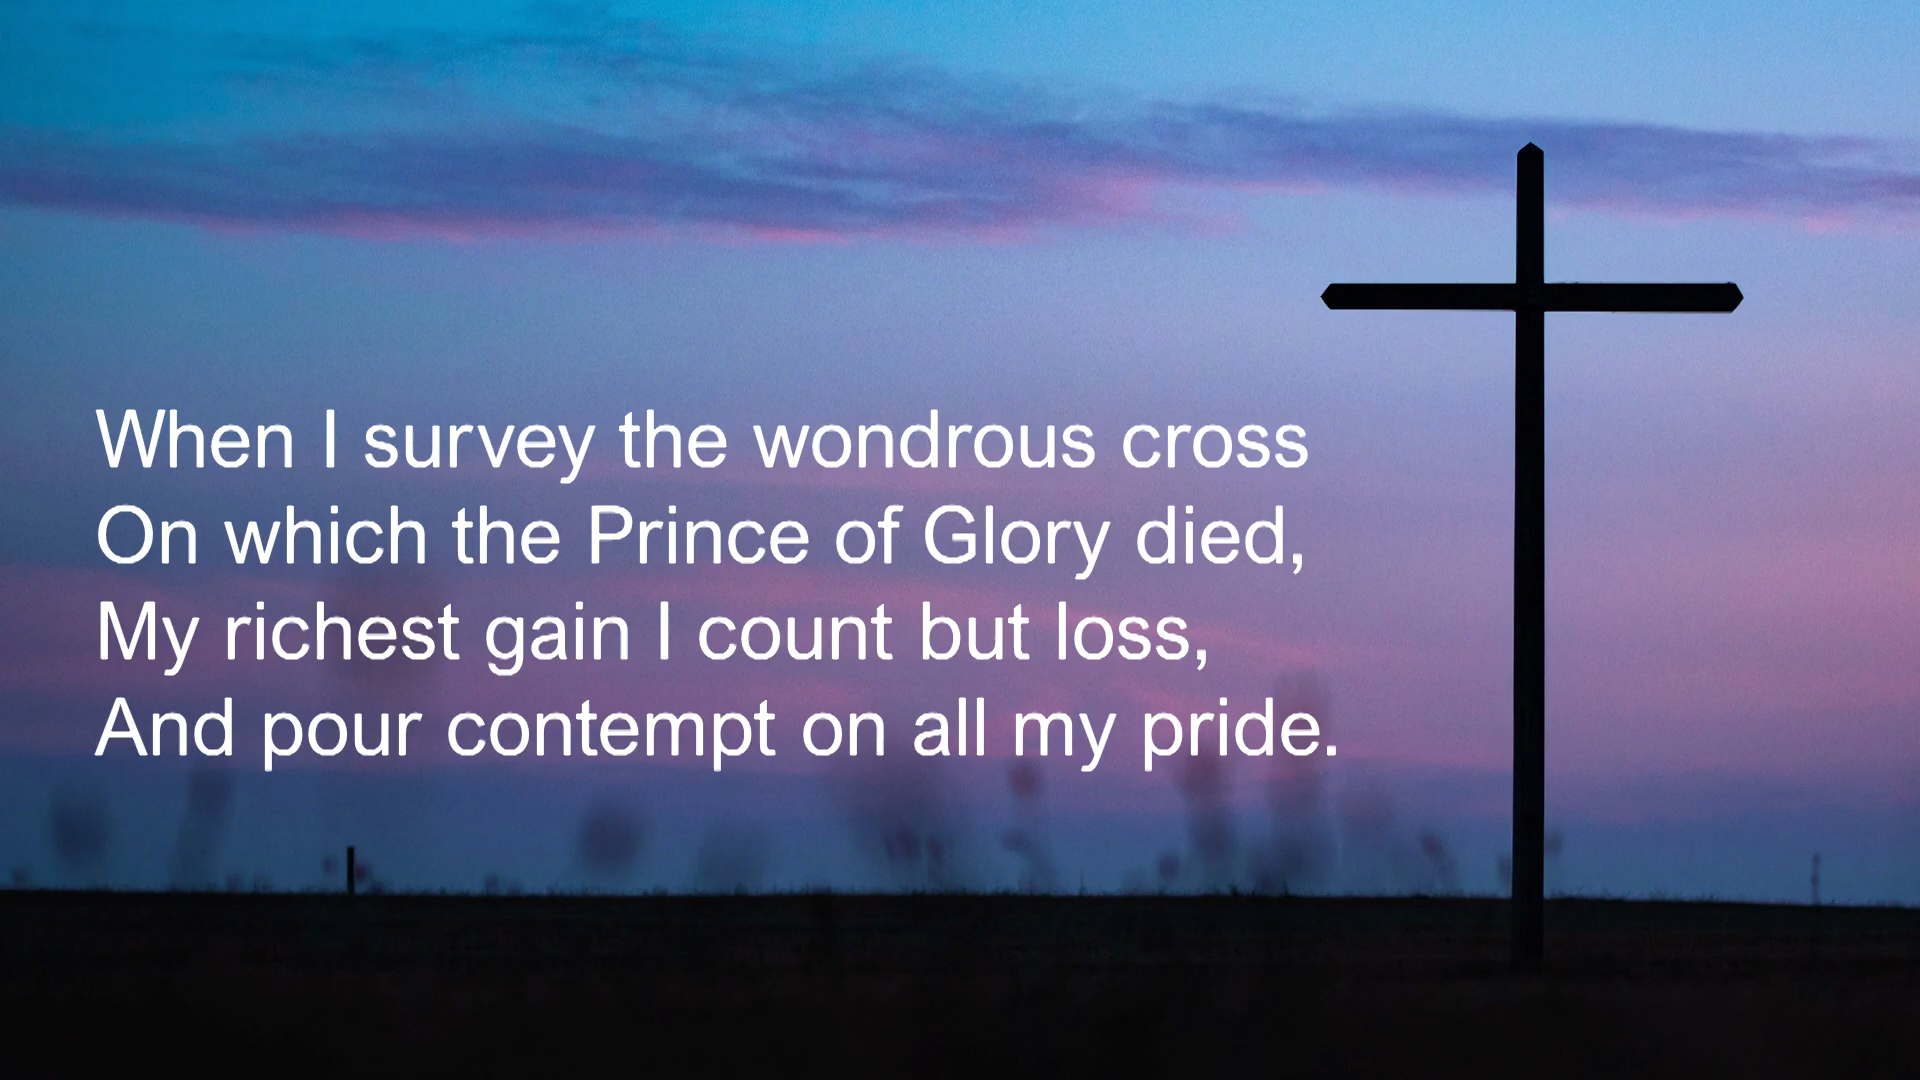 When I survey the wondrous cross
On which the Prince of Glory died,
My richest gain I count but loss,
And pour contempt on all my pride.